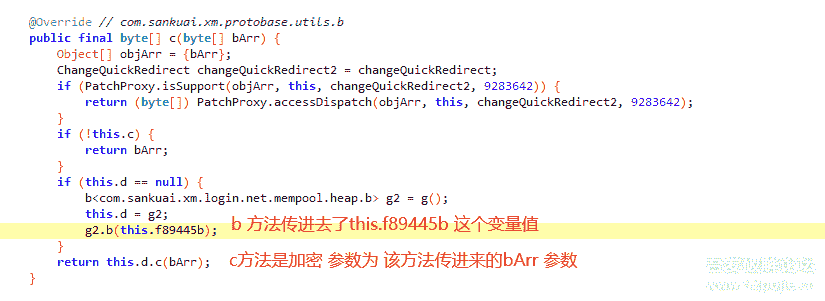 @Override // com.sankuai.xm.protobase.utils.b
public final byte[] c(byte[] bArr) {
Object[] objArr = {bArr};
ChangeQuickRedirect changeQuickRedirect2 = changeQuickRedirect;
if (PatchProxy.isSupport(objArr, this, changeQuickRedirect2, 9283642)) {
return (byte[]) PatchProxy.accessDispatch(objArr, this, changeQuickRedirect2, 9283642);
}
if (!this.c) {
return bArr;
}
if (this.d == null) {
b<com.sankuai.xm.login.net.mempool.heap.b> g2 = g();
this.d = g2;
g2.b(this.f89445b); b 方法传进去了this.f89445b 这个变量值
}
return this.d.c(bArr); c方法是加密 参数为 该方法传进来的bArr 参数
}